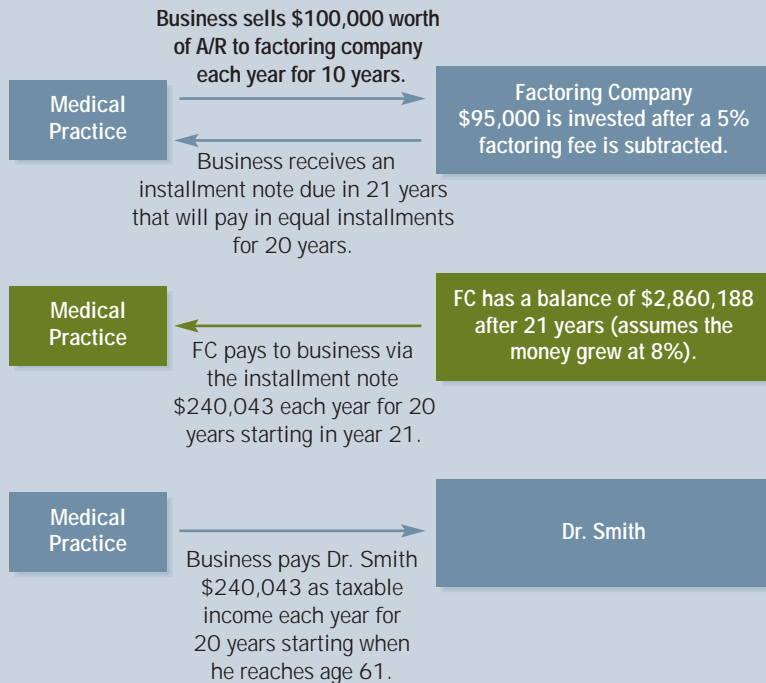 Business sells $100,000 worth
of A/R to factoring company
each year for 10 years.
Medical
Practice
Factoring Company
$95,000 is invested after a 5%
factoring fee is subtracted.
Business receives an
installment note due in 21 years
that will pay in equal installments
for 20 years.
Medical
Practice
FC has a balance of $2,860,188
after 21 years (assumes the
money grew at 8%).
FC pays to business via
the installment note
$240,043 each year for 20
years starting in year 21.
Medical
Practice
Dr. Smith
Business pays Dr. Smith
$240,043 as taxable
income each year for
20 years starting when
he reaches age 61.